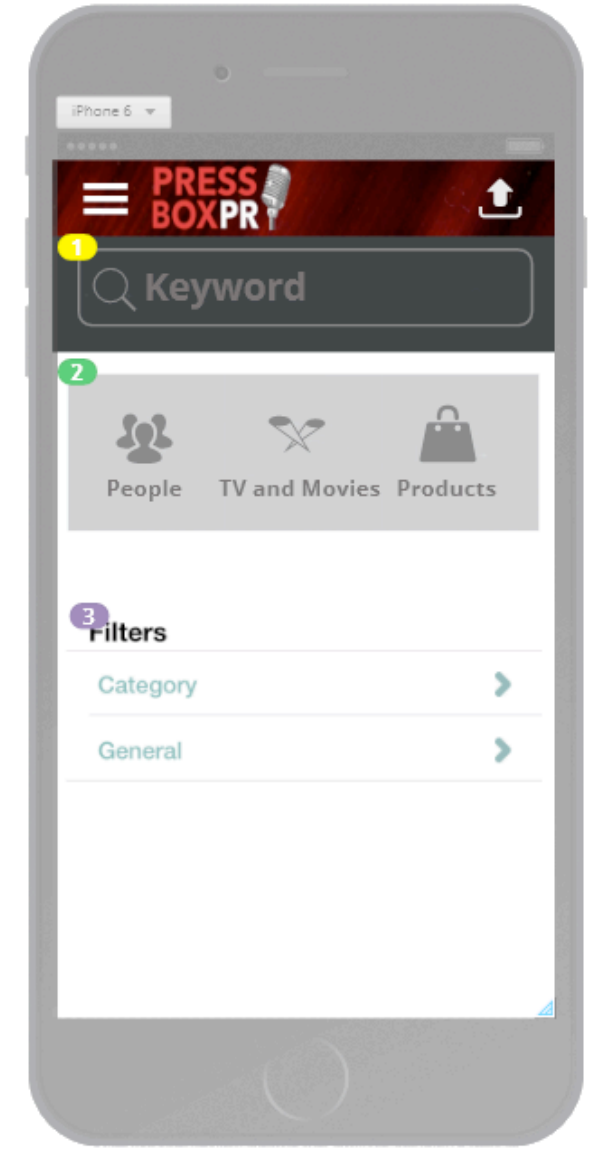 iPhone 6
PRESS
BOXPR
1
Keyword
2
People TV and Movies Products
3
Filters
Category
General